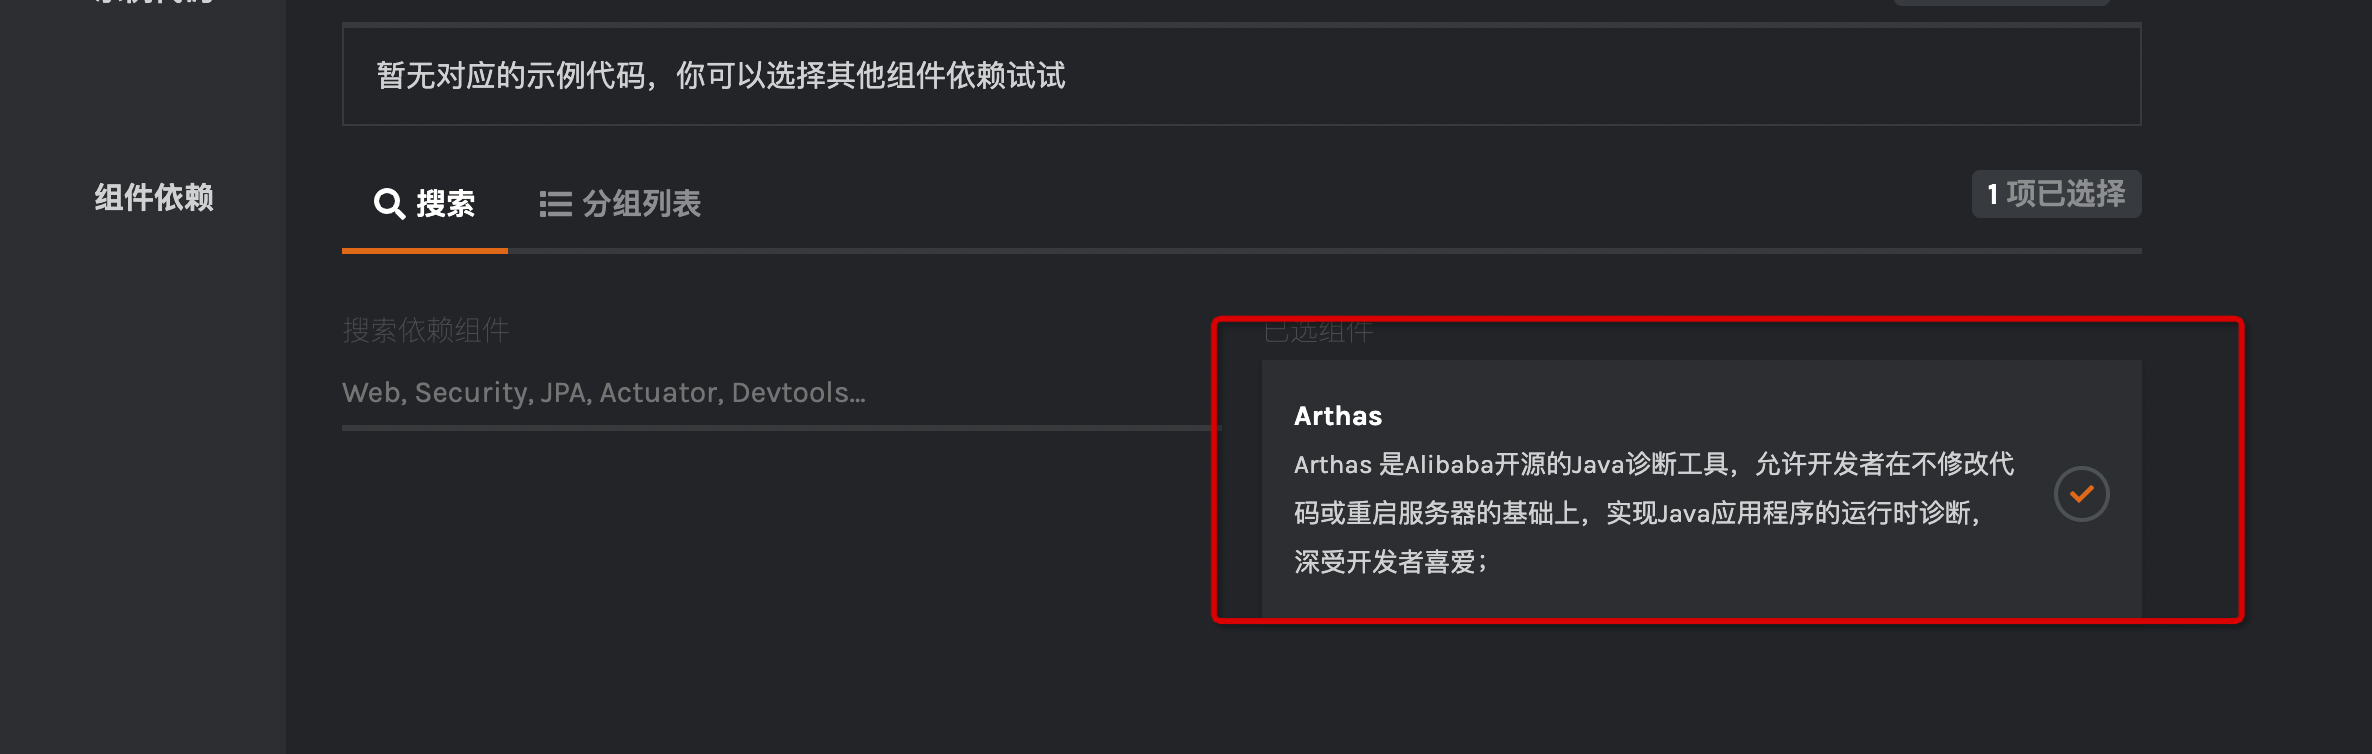 暂无对应的示例代码，你可以选择其他组件依赖试试
组件依赖
搜索
分组列表
1 项已选择
搜索依赖组件
Web, Security, JPA, Actuator, Devtools...
已选组件
Arthas
Arthas 是Alibaba开源的Java诊断工具，允许开发者在不修改代
码或重启服务器的基础上，实现Java应用程序的运行时诊断，
深受开发者喜爱；